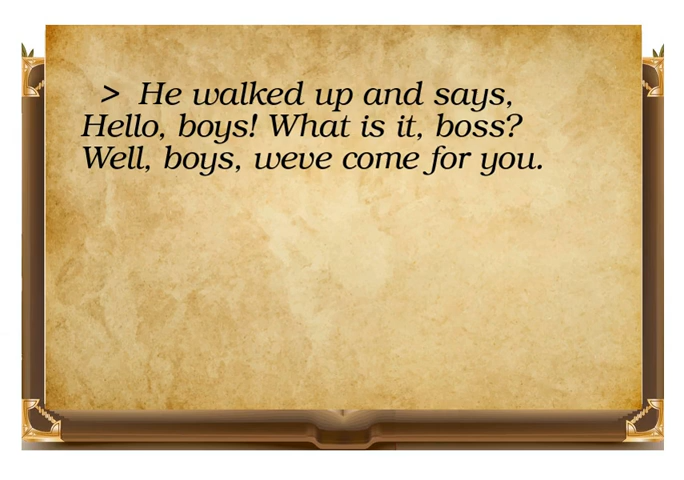 > He walked up and says,
Hello, boys! What is it, boss?
Well, boys, weve come for you.